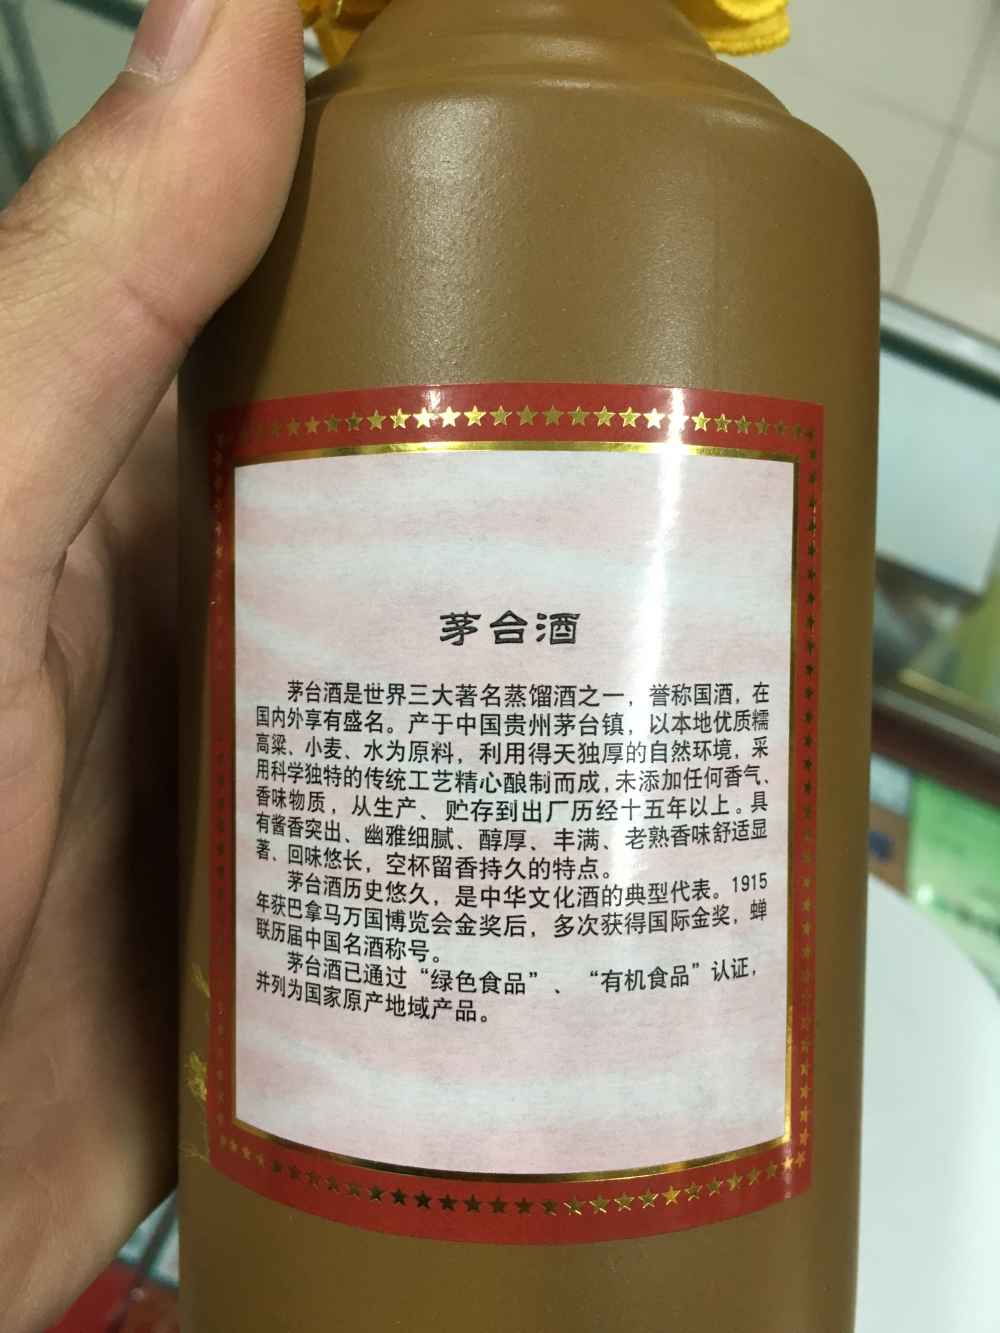 茅台酒
茅台酒是世界三大著名蒸馏酒之一，誉称国酒，在
国内外享有盛名。产于中国贵州茅台镇，以本地优质糯
高粱、小麦、水为原料，利用得天独厚的自然环境，采
用科学独特的传统工艺精心酿制而成，未添加任何香气、
香味物质，从生产、贮存到出厂历经十五年以上。具
有酱香突出、幽雅细腻、醇厚、丰满、老熟香味舒适显
著、回味悠长，空杯留香持久的特点。
茅台酒历史悠久，是中华文化酒的典型代表。1915
年获巴拿马万国博览会金奖后，多次获得国际金奖，蝉
联历届中国名酒称号。
茅台酒已通过“绿色食品”、“有机食品”认证，
并列为国家原产地域产品。